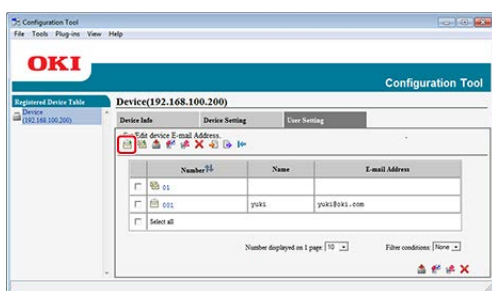 Configuration Tool
File Tools Plug-ins View Help
OKI
Configuration Tool
Registered Device Table
Device
(192.168.100.200)
Device(192.168.100.200)
Device Info Device Setting User Setting
Edit device E-mail Address.
Number Name E-mail Address
01
001 yuki yuki@oki.com
Select all
Number displayed on 1 page: 10 Filter conditions: None